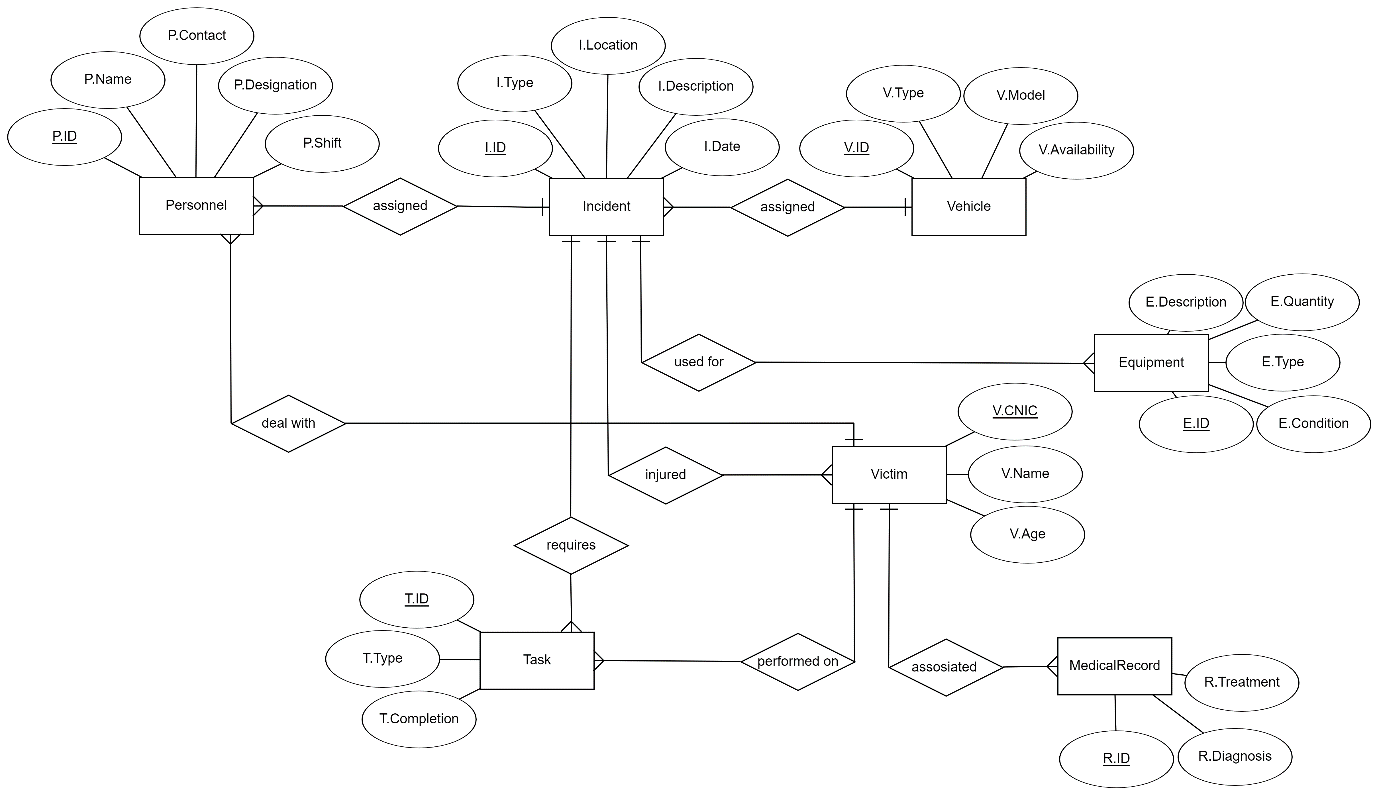 P.Contact
I.Location
P.Name
P.Designation
I.Type
I.Description
V.Type
V.Model
P.ID
P.Shift
I.ID
I.Date
V.ID
V.Availability
Personnel
assigned
Incident
assigned
Vehicle
E.Description
E.Quantity
used for
Equipment
E.Type
deal with
V.CNIC
E.ID
E.Condition
injured
Victim
V.Name
V.Age
requires
T.ID
T.Type
Task
performed on
assosiated
MedicalRecord
R.Treatment
T.Completion
R.ID
R.Diagnosis